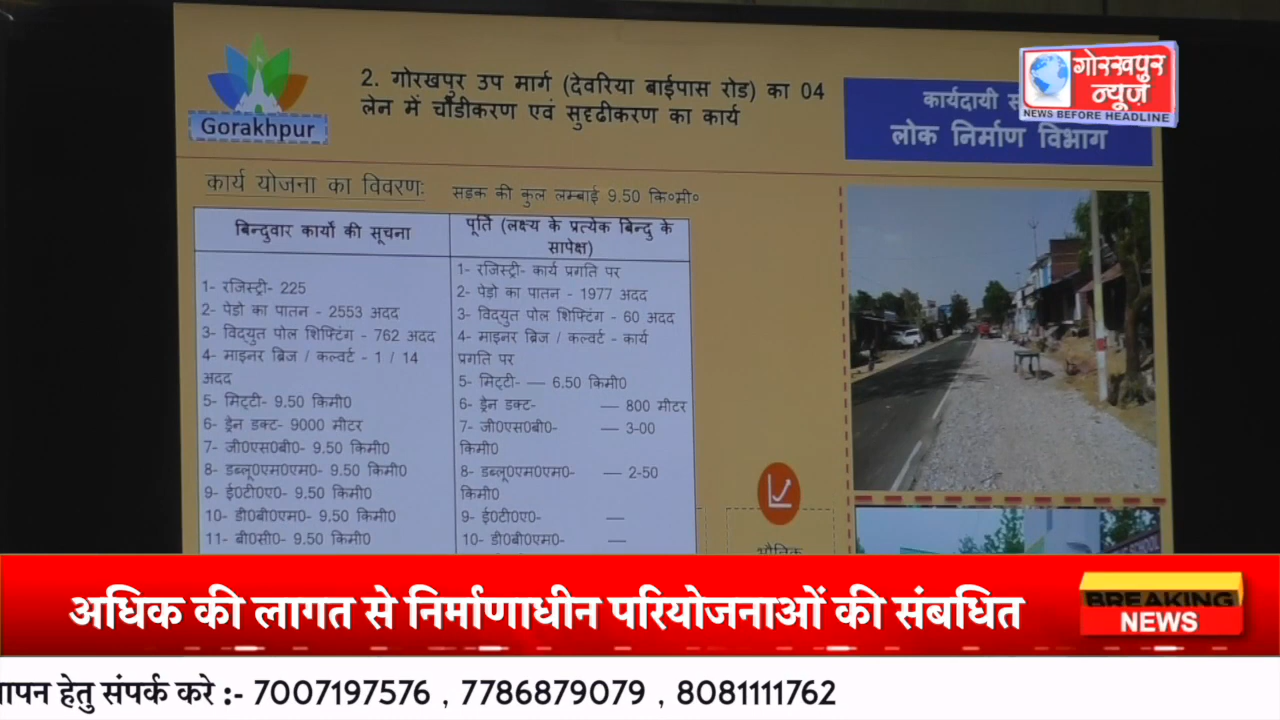 Gorakhpur
2. गोरखपुर उप मार्ग (देवरिया बाईपास रोड) का 04
लेन में चौडीकरण एवं सुदृढीकरण का कार्य
गोरखपुर
न्यूज
NEWS BEFORE HEADLINE
कार्यदायी
लोक निर्माण विभाग
कार्य योजना का विवरणः सडक की कुल लम्बाई 9.50 कि०मी०
बिन्दुवार कार्यो की सूचना
1- रजिस्ट्री- 225
2- पेड़ो का पातन - 2553 अदद
3- विद्युत पोल शिफ्टिंग - 762 अदद
4- माइनर ब्रिज / कल्वर्ट - 1 / 14
अदद
5- मिट्टी- 9.50 किमी0
6- ड्रेन डक्ट- 9000 मीटर
7- जी0एस0बी0- 9.50 किमी0
8- डब्लू0एम0एम0- 9.50 किमी0
9- ई0टी0ए0- 9.50 किमी0
10- डी0बी0एम0- 9.50 किमी0
11- बी0सी0- 9.50 किमी0
पूर्ति (लक्ष्य के प्रत्येक बिन्दु के
सापेक्ष)
1- रजिस्ट्री- कार्य प्रगति पर
2- पेड़ो का पातन - 1977 अदद
3- विद्युत पोल शिफ्टिंग - 60 अदद
4- माइनर ब्रिज / कल्वर्ट - कार्य
प्रगति पर
5- मिट्टी- — 6.50 किमी0
6- ड्रेन डक्ट- — 800 मीटर
7- जी0एस0बी0- — 3-00
किमी0
8- डब्लू0एम0एम0- — 2-50
किमी0
9- ई0टी0ए0- —
10- डी0बी0एम0- —
अधिक की लागत से निर्माणाधीन परियोजनाओं की संबधित
BREAKING
NEWS
हेतु संपर्क करे :- 7007197576 , 7786879079 , 8081111762